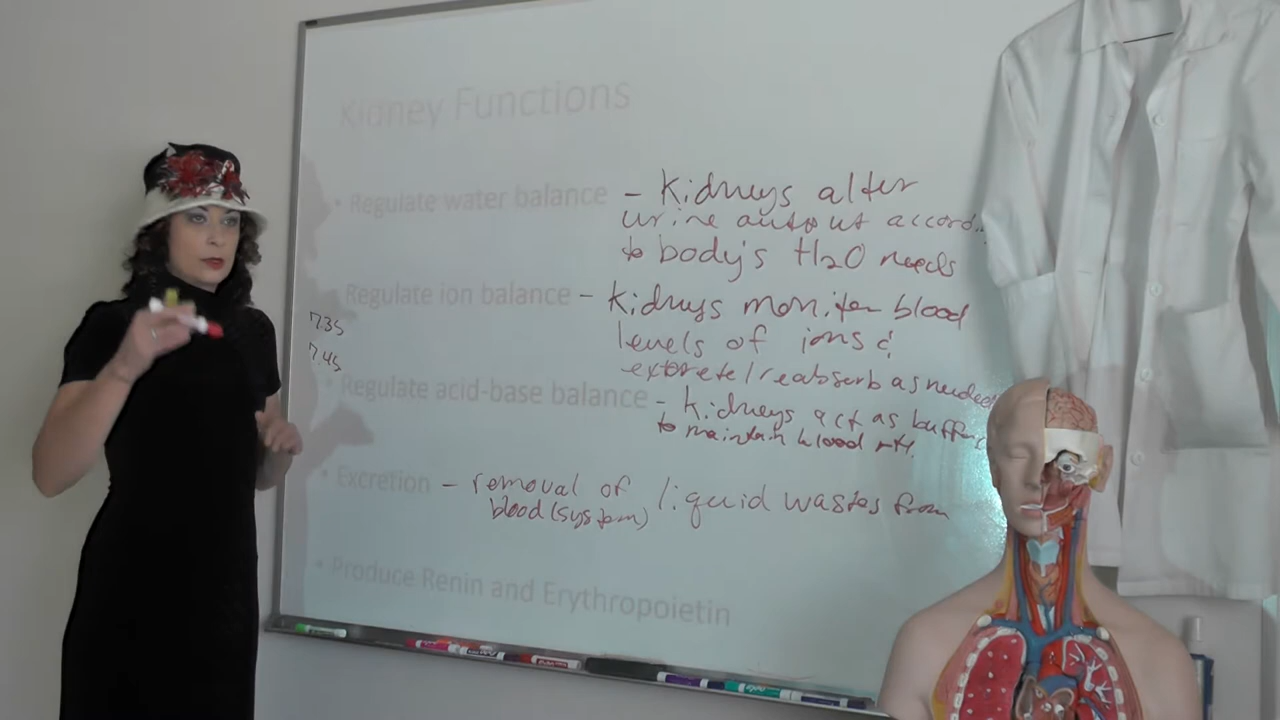 Kidney Functions
• Regulate water balance - Kidneys alter
urine output accord..
to body's H2O needs
Regulate ion balance - Kidneys monitor blood
levels of ions &
excrete/reabsorb as needed
7.35
7.45
• Regulate acid-base balance - Kidneys act as buffers
to maintain blood pH.
• Excretion - removal of liquid wastes from
blood (system)
• Produce Renin and Erythropoietin